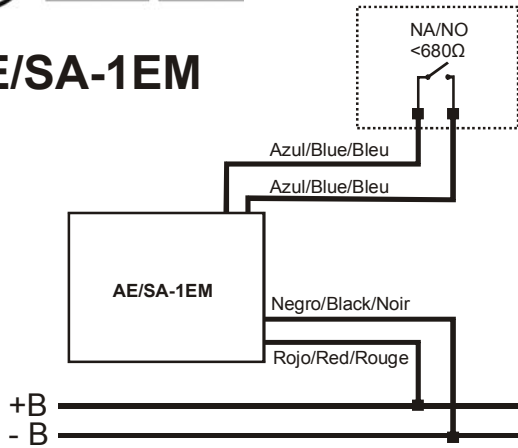 E/SA-1EM
NA/NO
<680Ω
Azul/Blue/Bleu
Azul/Blue/Bleu
AE/SA-1EM
Negro/Black/Noir
Rojo/Red/Rouge
+B
- B